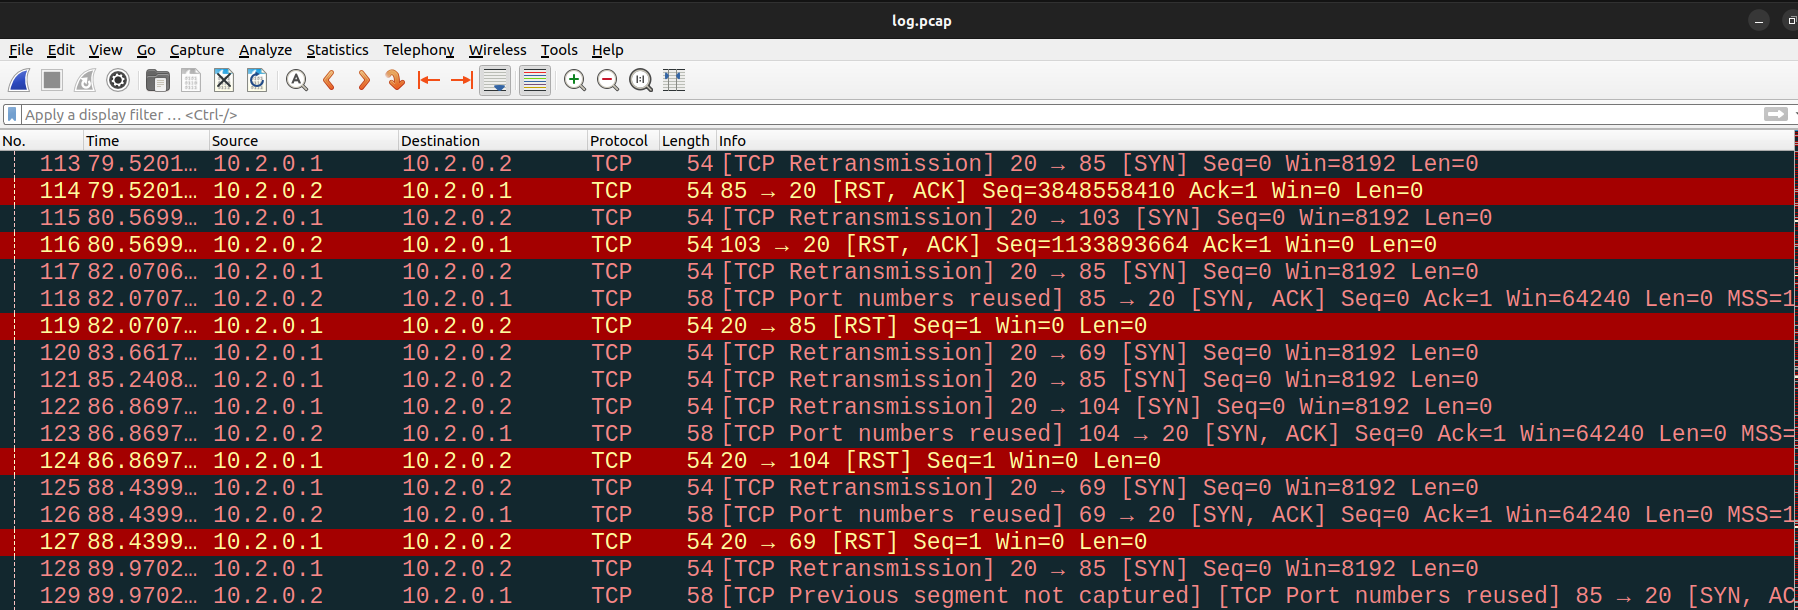 log.pcap
File Edit View Go Capture Analyze Statistics Telephony Wireless Tools Help
Apply a display filter … <Ctrl-/>
No. Time Source Destination Protocol Length Info
113 79.5201… 10.2.0.1 10.2.0.2 TCP 54 [TCP Retransmission] 20 → 85 [SYN] Seq=0 Win=8192 Len=0
114 79.5201… 10.2.0.2 10.2.0.1 TCP 54 85 → 20 [RST, ACK] Seq=3848558410 Ack=1 Win=0 Len=0
115 80.5699… 10.2.0.1 10.2.0.2 TCP 54 [TCP Retransmission] 20 → 103 [SYN] Seq=0 Win=8192 Len=0
116 80.5699… 10.2.0.2 10.2.0.1 TCP 54 103 → 20 [RST, ACK] Seq=1133893664 Ack=1 Win=0 Len=0
117 82.0706… 10.2.0.1 10.2.0.2 TCP 54 [TCP Retransmission] 20 → 85 [SYN] Seq=0 Win=8192 Len=0
118 82.0707… 10.2.0.2 10.2.0.1 TCP 58 [TCP Port numbers reused] 85 → 20 [SYN, ACK] Seq=0 Ack=1 Win=64240 Len=0 MSS=1
119 82.0707… 10.2.0.1 10.2.0.2 TCP 54 20 → 85 [RST] Seq=1 Win=0 Len=0
120 83.6617… 10.2.0.1 10.2.0.2 TCP 54 [TCP Retransmission] 20 → 69 [SYN] Seq=0 Win=8192 Len=0
121 85.2408… 10.2.0.1 10.2.0.2 TCP 54 [TCP Retransmission] 20 → 85 [SYN] Seq=0 Win=8192 Len=0
122 86.8697… 10.2.0.1 10.2.0.2 TCP 54 [TCP Retransmission] 20 → 104 [SYN] Seq=0 Win=8192 Len=0
123 86.8697… 10.2.0.2 10.2.0.1 TCP 58 [TCP Port numbers reused] 104 → 20 [SYN, ACK] Seq=0 Ack=1 Win=64240 Len=0 MSS=
124 86.8697… 10.2.0.1 10.2.0.2 TCP 54 20 → 104 [RST] Seq=1 Win=0 Len=0
125 88.4399… 10.2.0.1 10.2.0.2 TCP 54 [TCP Retransmission] 20 → 69 [SYN] Seq=0 Win=8192 Len=0
126 88.4399… 10.2.0.2 10.2.0.1 TCP 58 [TCP Port numbers reused] 69 → 20 [SYN, ACK] Seq=0 Ack=1 Win=64240 Len=0 MSS=1
127 88.4399… 10.2.0.1 10.2.0.2 TCP 54 20 → 69 [RST] Seq=1 Win=0 Len=0
128 89.9702… 10.2.0.1 10.2.0.2 TCP 54 [TCP Retransmission] 20 → 85 [SYN] Seq=0 Win=8192 Len=0
129 89.9702… 10.2.0.2 10.2.0.1 TCP 58 [TCP Previous segment not captured] [TCP Port numbers reused] 85 → 20 [SYN, AC